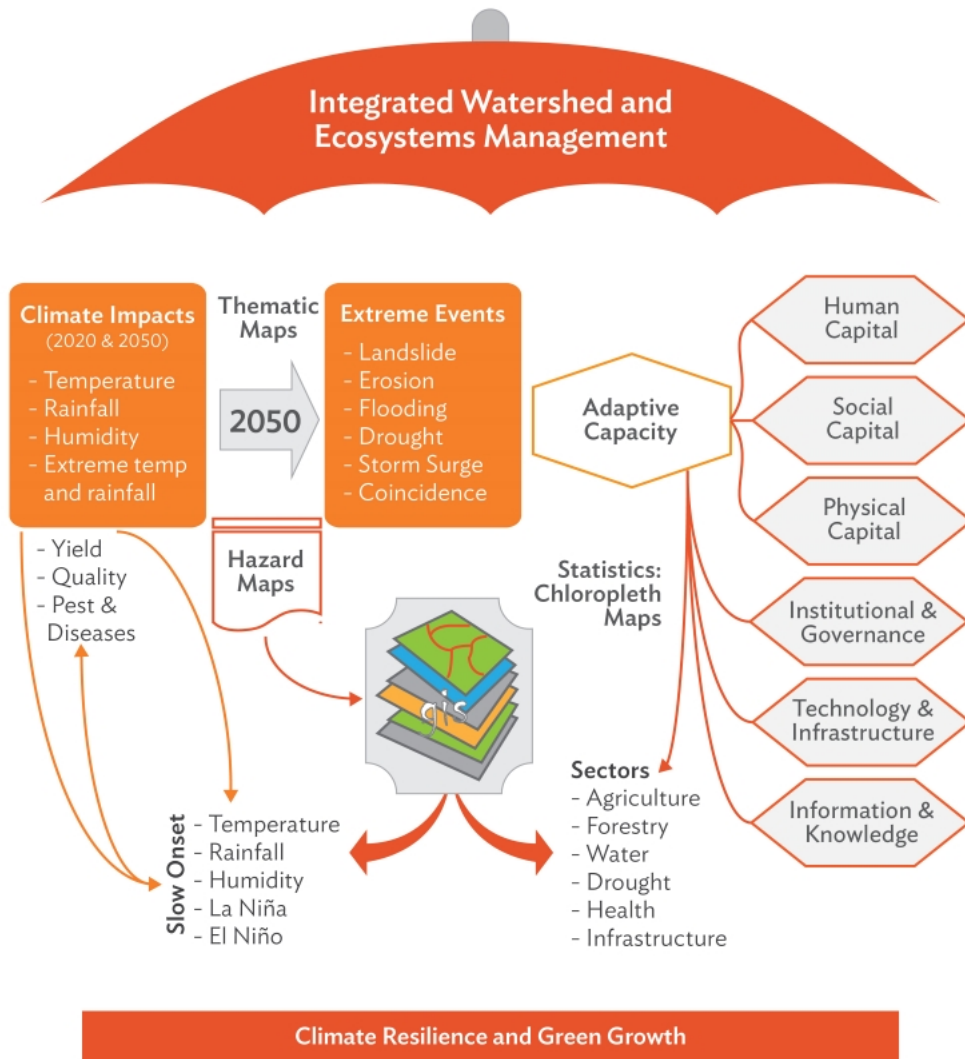 Integrated Watershed and
Ecosystems Management
Climate Impacts
(2020 & 2050)
- Temperature
- Rainfall
- Humidity
- Extreme temp
and rainfall
Thematic
Maps
2050
Extreme Events
- Landslide
- Erosion
- Flooding
- Drought
- Storm Surge
- Coincidence
Adaptive
Capacity
Human
Capital
Social
Capital
Physical
Capital
Institutional &
Governance
Technology &
Infrastructure
Information &
Knowledge
- Yield
- Quality
- Pest &
Diseases
Hazard
Maps
Statistics:
Chloropleth
Maps
gis
Slow Onset
- Temperature
- Rainfall
- Humidity
- La Niña
- El Niño
Sectors
- Agriculture
- Forestry
- Water
- Drought
- Health
- Infrastructure
Climate Resilience and Green Growth